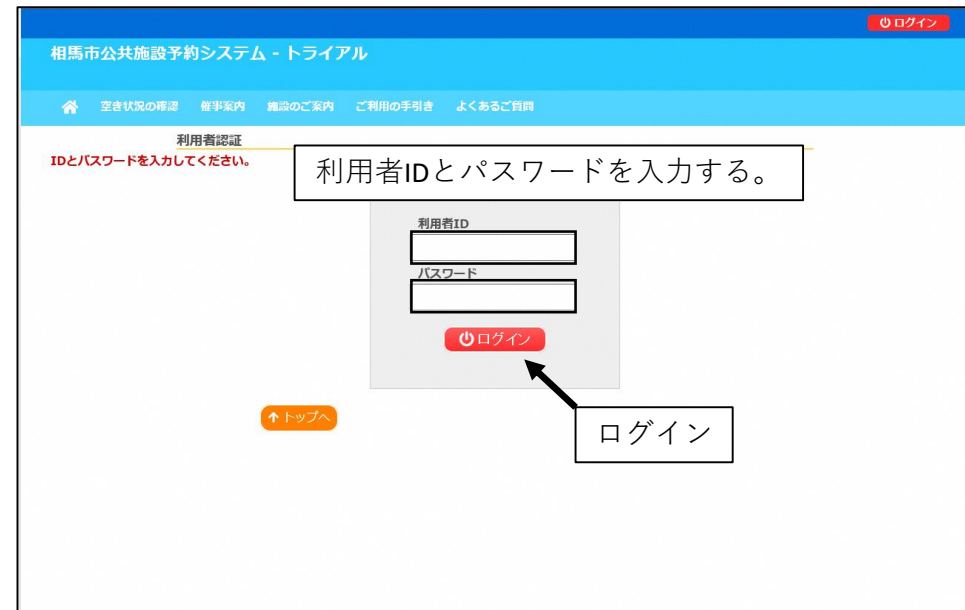 ログイン
相馬市公共施設予約システム - トライアル
空き状況の確認 催事案内 施設のご案内 ご利用の手引き よくあるご質問
利用者認証
IDとパスワードを入力してください。
利用者IDとパスワードを入力する。
利用者ID
パスワード
ログイン
トップへ
ログイン